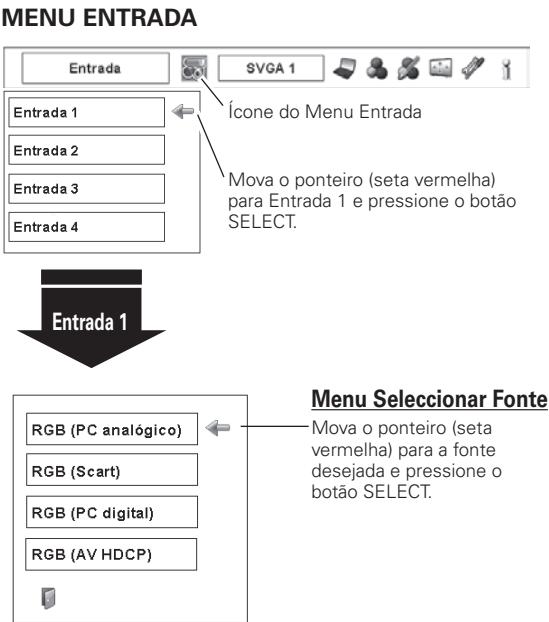 MENU ENTRADA
Entrada
SVGA 1
Entrada 1
Entrada 2
Entrada 3
Entrada 4
Ícone do Menu Entrada
Mova o ponteiro (seta vermelha)
para Entrada 1 e pressione o botão
SELECT.
Entrada 1
Menu Seleccionar Fonte
RGB (PC analógico)
RGB (Scart)
RGB (PC digital)
RGB (AV HDCP)
Mova o ponteiro (seta
vermelha) para a fonte
desejada e pressione o
botão SELECT.